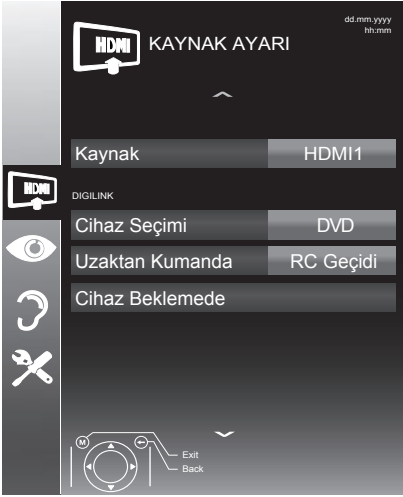 dd.mm.yyyy
hh:mm
HDMI KAYNAK AYARI
Kaynak HDMI1
HDMI
DIGILINK
Cihaz Seçimi DVD
Uzaktan Kumanda RC Geçidi
Cihaz Beklemede
M
Exit
Back